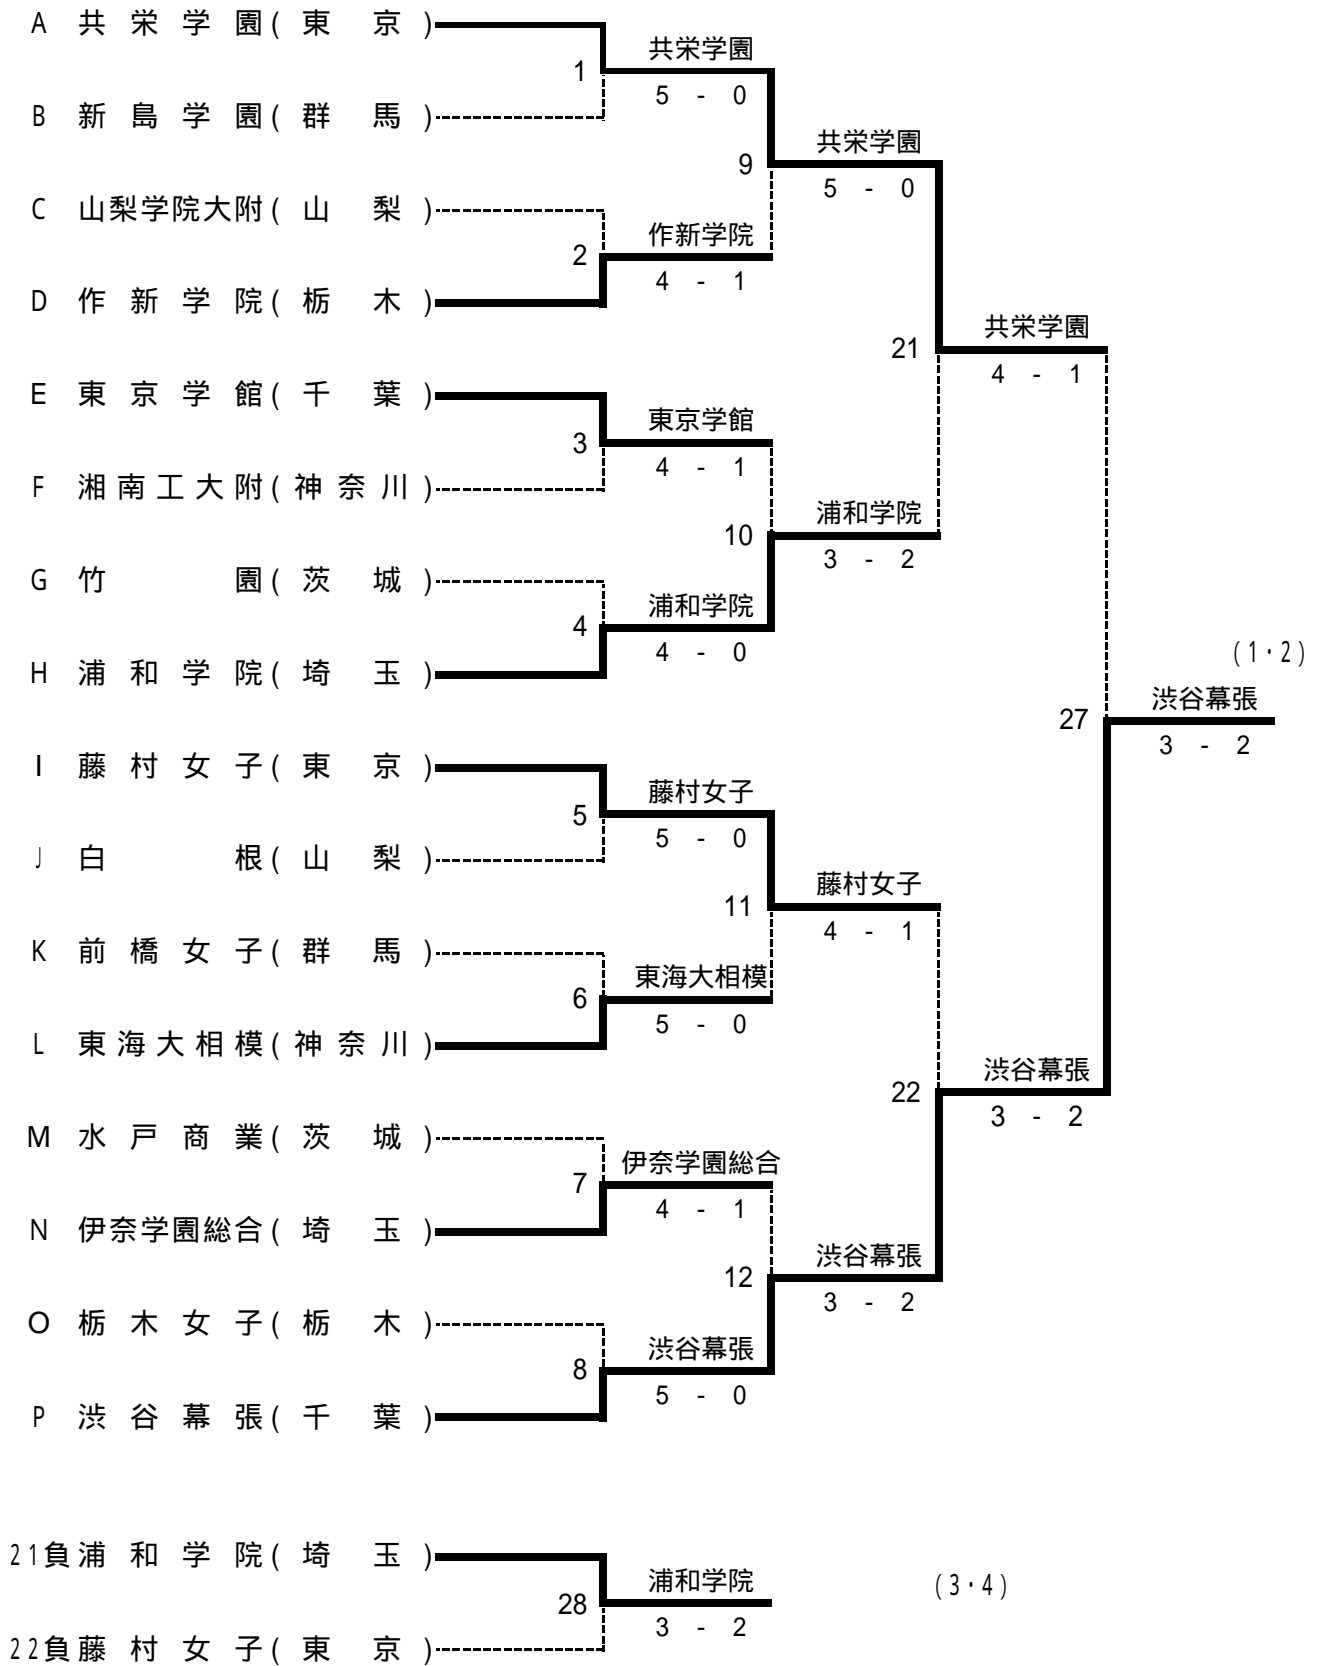 A 共栄学園(東京)
共栄学園
1
5 - 0
B 新島学園(群馬)
共栄学園
9
5 - 0
C 山梨学院大附(山梨)
作新学院
2
4 - 1
D 作新学院(栃木)
共栄学園
21
4 - 1
E 東京学館(千葉)
東京学館
3
4 - 1
F 湘南工大附(神奈川)
浦和学院
10
3 - 2
G 竹園(茨城)
浦和学院
4
4 - 0
H 浦和学院(埼玉)
(1・2)
渋谷幕張
27
3 - 2
I 藤村女子(東京)
藤村女子
5
5 - 0
J 白根(山梨)
藤村女子
11
4 - 1
K 前橋女子(群馬)
東海大相模
6
5 - 0
L 東海大相模(神奈川)
渋谷幕張
22
3 - 2
M 水戸商業(茨城)
伊奈学園総合
7
4 - 1
N 伊奈学園総合(埼玉)
渋谷幕張
12
3 - 2
O 栃木女子(栃木)
渋谷幕張
8
5 - 0
P 渋谷幕張(千葉)
21負浦和学院(埼玉)
浦和学院
(3・4)
28
3 - 2
22負藤村女子(東京)